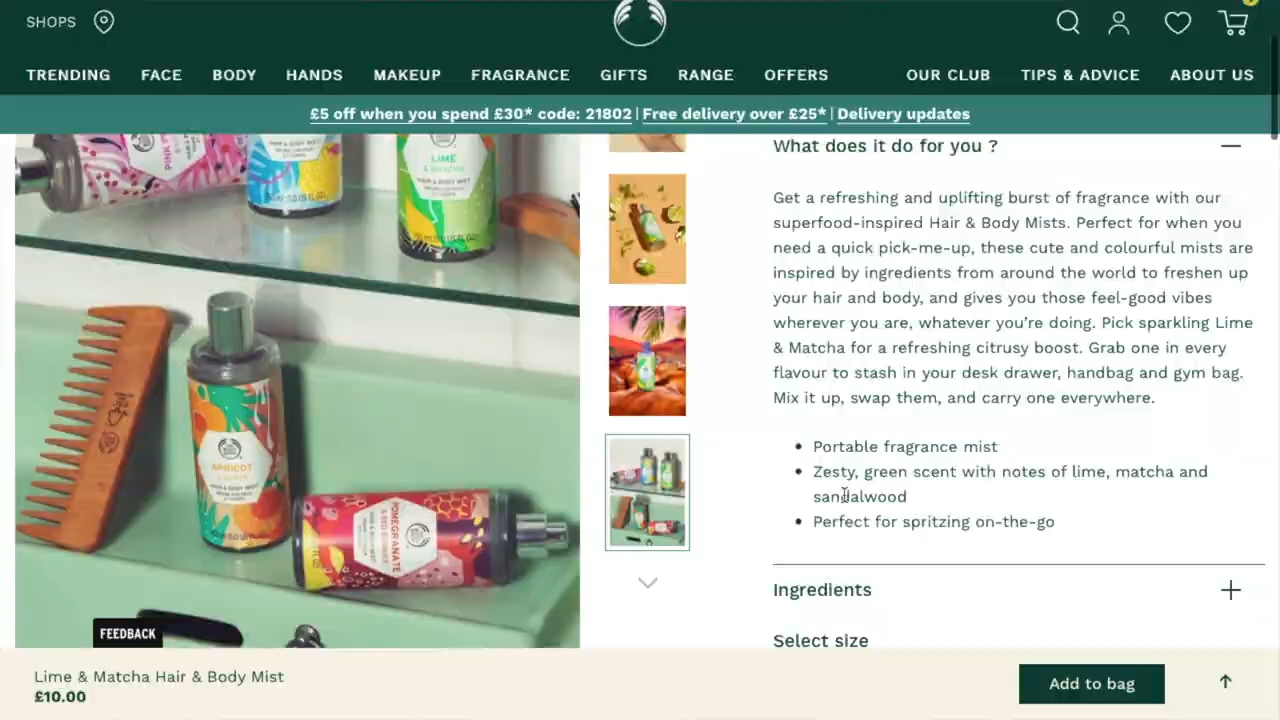 SHOPS
TRENDING FACE BODY HANDS MAKEUP FRAGRANCE GIFTS RANGE OFFERS OUR CLUB TIPS & ADVICE ABOUT US
£5 off when you spend £30* code: 21802 | Free delivery over £25* | Delivery updates
What does it do for you ?
Get a refreshing and uplifting burst of fragrance with our
superfood-inspired Hair & Body Mists. Perfect for when you
need a quick pick-me-up, these cute and colourful mists are
inspired by ingredients from around the world to freshen up
your hair and body, and gives you those feel-good vibes
wherever you are, whatever you're doing. Pick sparkling Lime
& Matcha for a refreshing citrusy boost. Grab one in every
flavour to stash in your desk drawer, handbag and gym bag.
Mix it up, swap them, and carry one everywhere.
• Portable fragrance mist
• Zesty, green scent with notes of lime, matcha and
sandalwood
• Perfect for spritzing on-the-go
Ingredients
Select size
LIME
& MATCHA
HAIR & BODY MIST
APRICOT
HAIR & BODY MIST
POMEGRANATE
FEEDBACK
Lime & Matcha Hair & Body Mist
£10.00
Add to bag